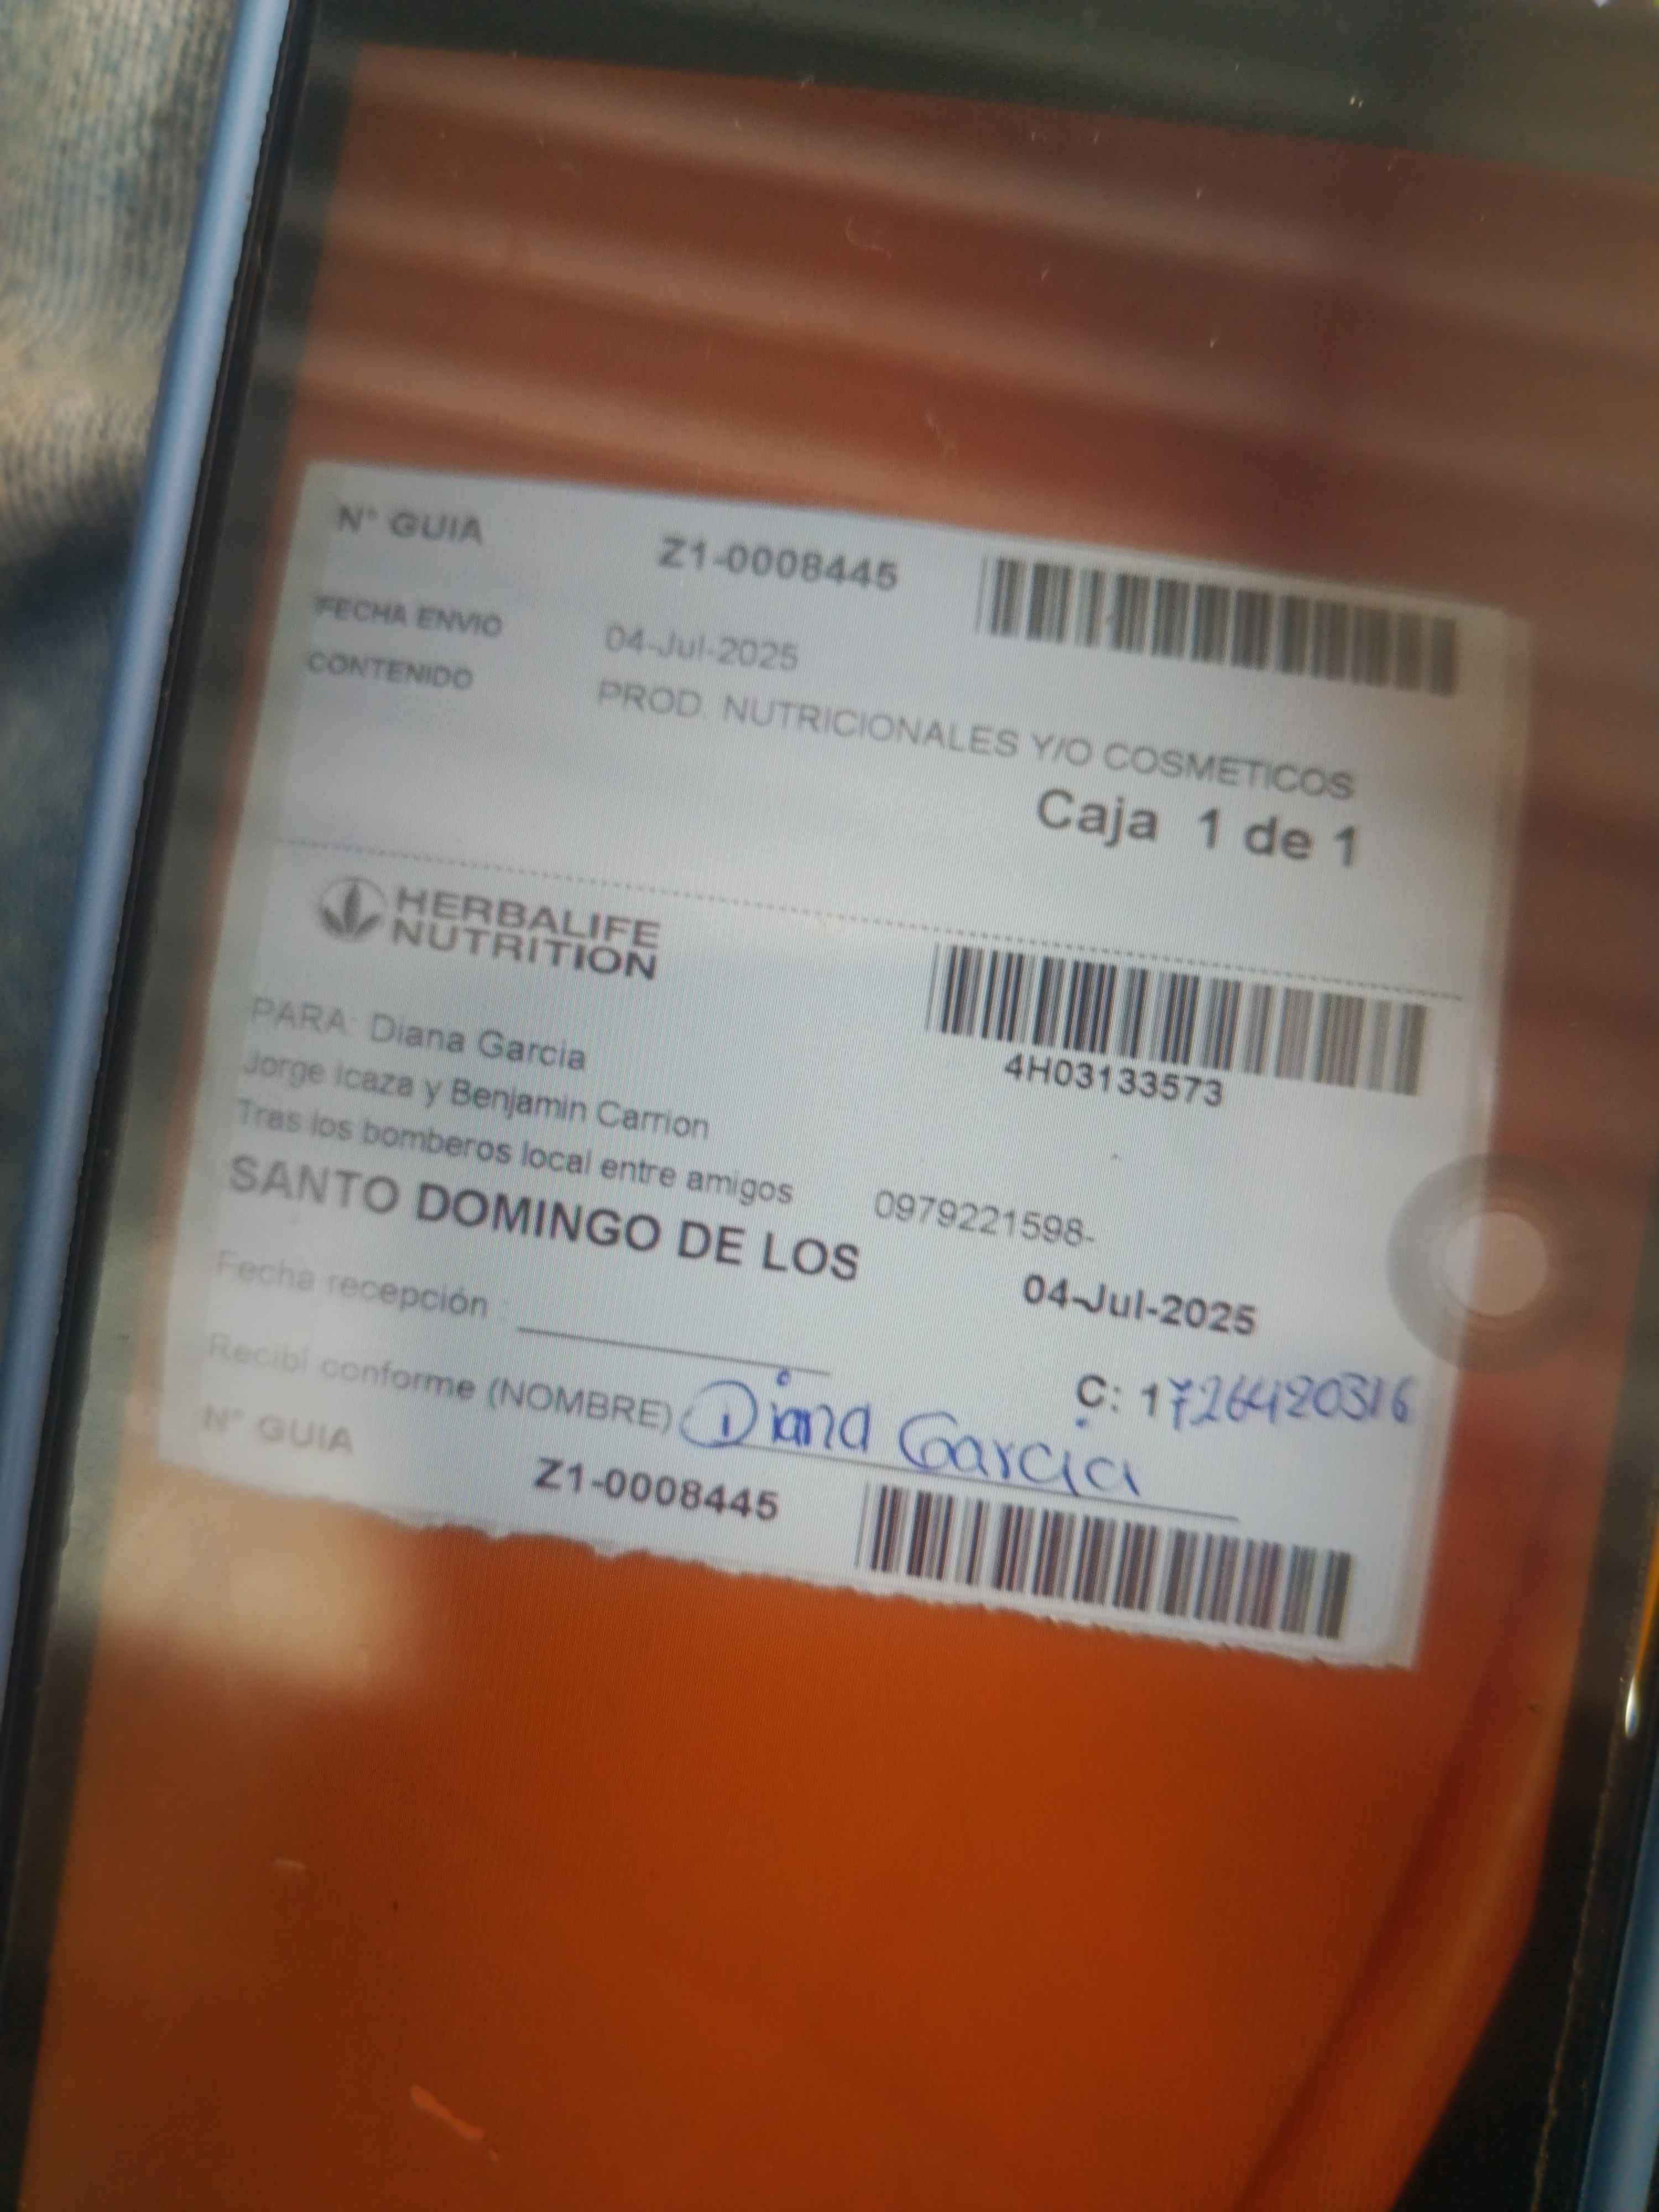 N° GUIA Z1-0008445
FECHA ENVIO 04-Jul-2025
CONTENIDO PROD. NUTRICIONALES Y/O COSMETICOS
Caja 1 de 1
HERBALIFE
NUTRITION
4H03133573
PARA: Diana Garcia
Jorge Icaza y Benjamin Carrion
Tras los bomberos local entre amigos 0979221598-
SANTO DOMINGO DE LOS 04-Jul-2025
Fecha recepción :
C: 1726420316
Recibí conforme (NOMBRE) Diana Garcia
N° GUIA Z1-0008445